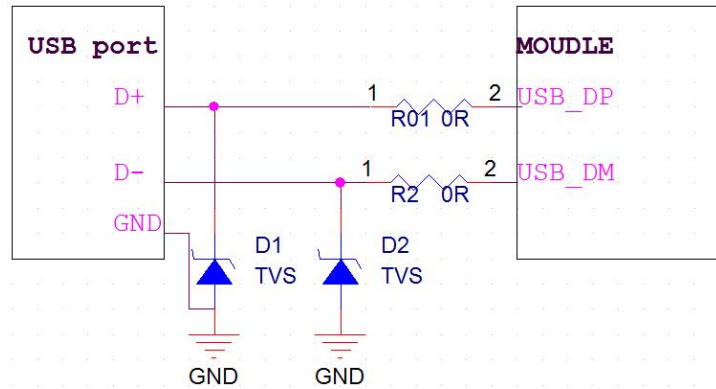 USB port
MOUDLE
D+
1
2
USB_DP
R01 0R
D-
1
2
USB_DM
R2 0R
GND
D1
TVS
D2
TVS
GND
GND